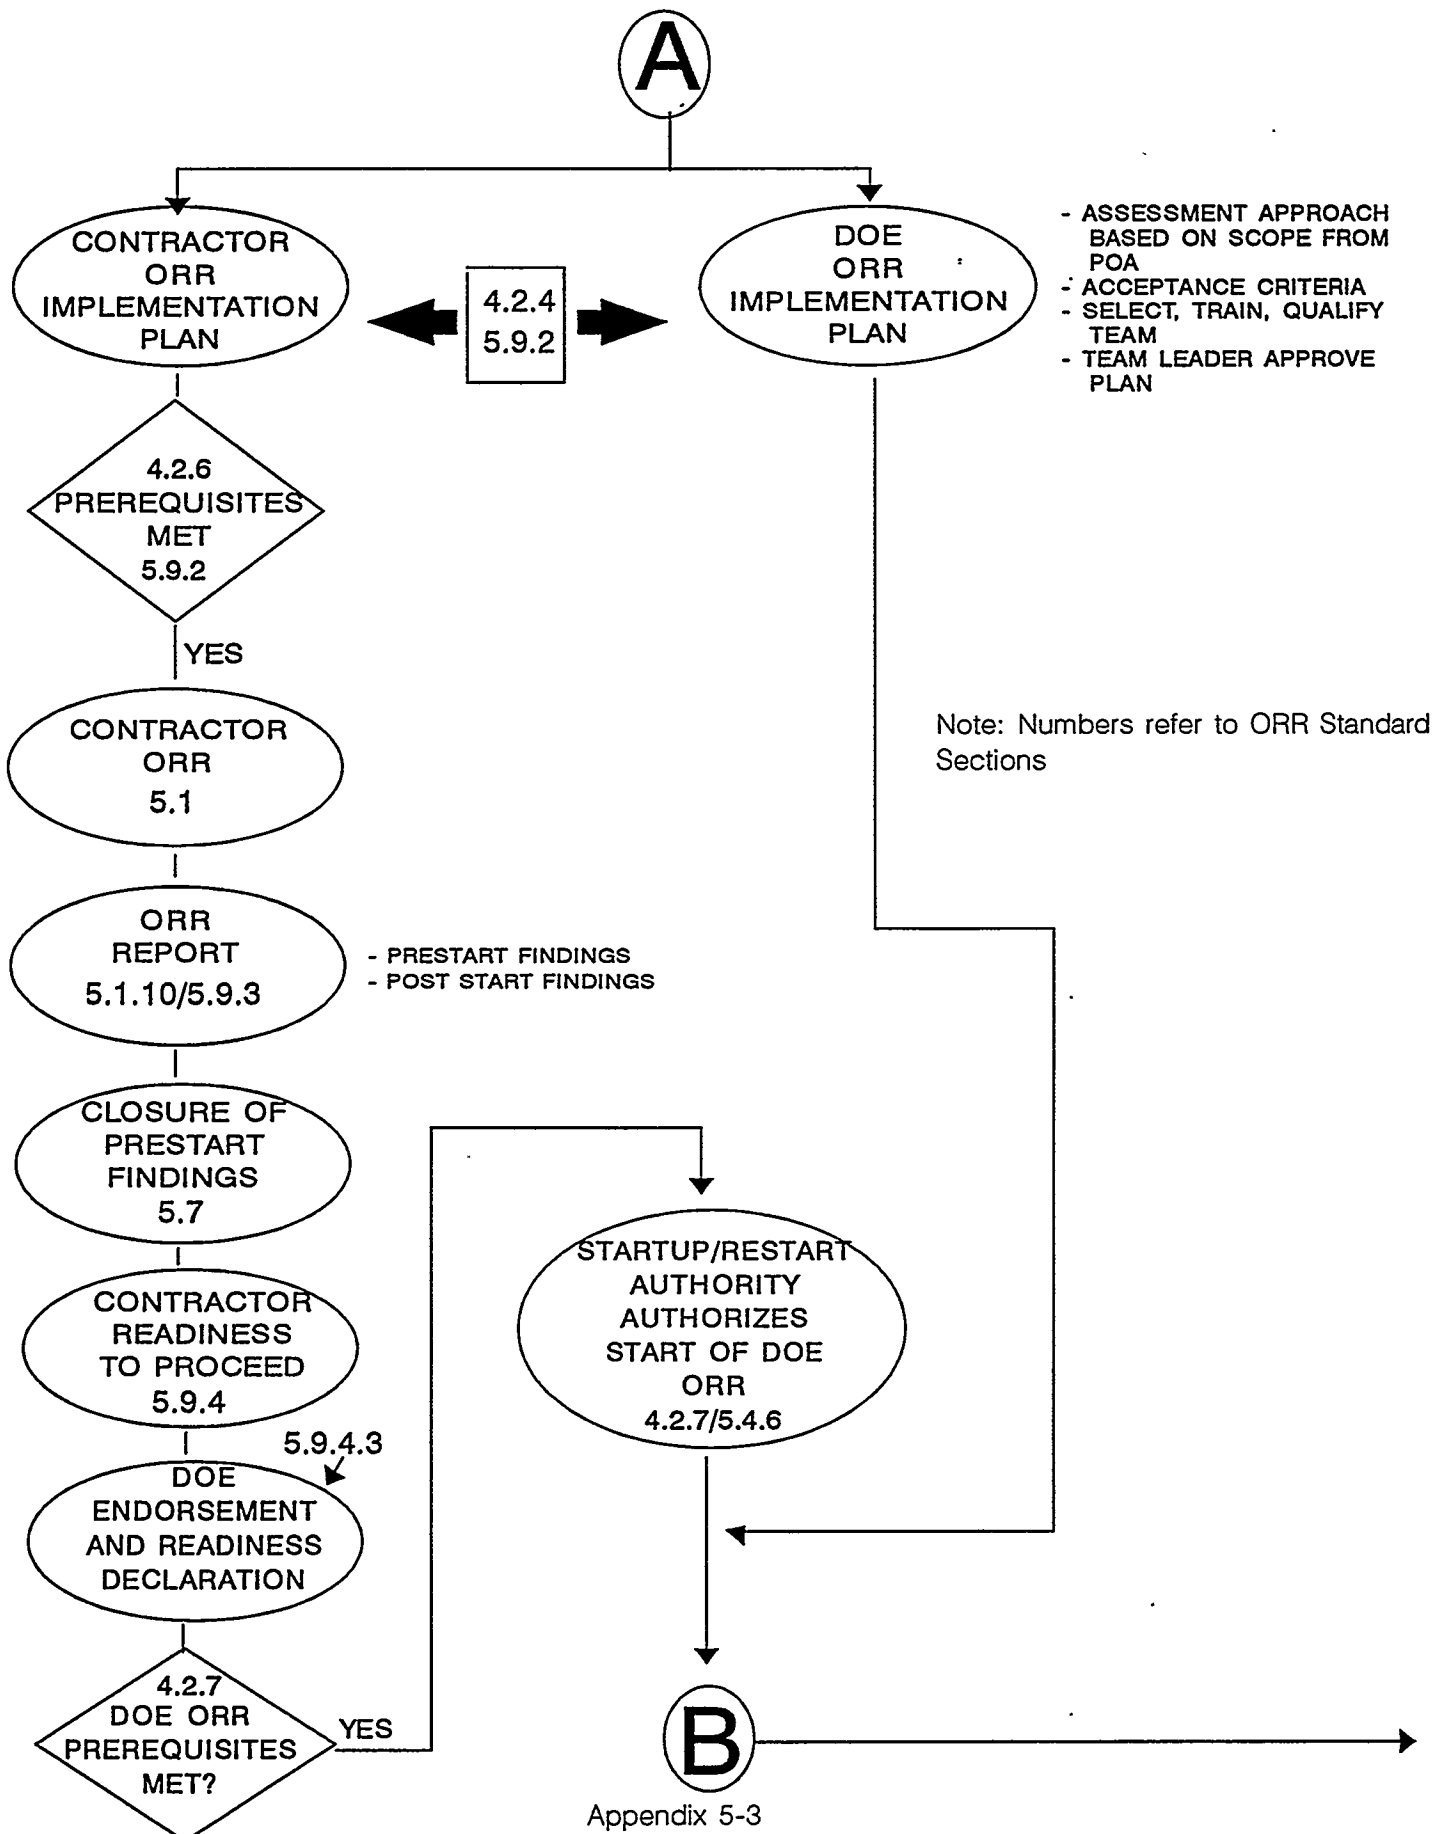 A
CONTRACTOR
ORR
IMPLEMENTATION
PLAN
4.2.4
5.9.2
DOE
ORR
IMPLEMENTATION
PLAN
- ASSESSMENT APPROACH
BASED ON SCOPE FROM
POA
- ACCEPTANCE CRITERIA
- SELECT, TRAIN, QUALIFY
TEAM
- TEAM LEADER APPROVE
PLAN
4.2.6
PREREQUISITES
MET
5.9.2
YES
CONTRACTOR
ORR
5.1
Note: Numbers refer to ORR Standard
Sections
ORR
REPORT
5.1.10/5.9.3
- PRESTART FINDINGS
- POST START FINDINGS
CLOSURE OF
PRESTART
FINDINGS
5.7
CONTRACTOR
READINESS
TO PROCEED
5.9.4
5.9.4.3
DOE
ENDORSEMENT
AND READINESS
DECLARATION
4.2.7
DOE ORR
PREREQUISITES
MET?
YES
STARTUP/RESTART
AUTHORITY
AUTHORIZES
START OF DOE
ORR
4.2.7/5.4.6
B
Appendix 5-3